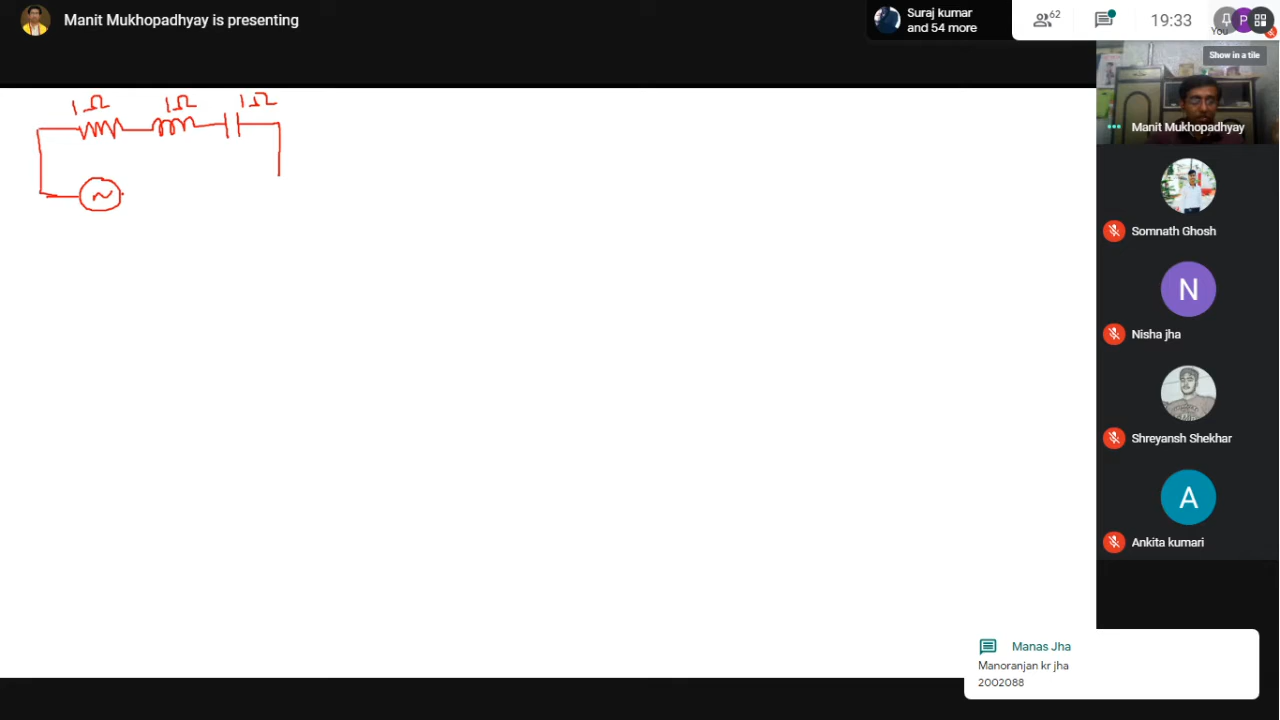 Manit Mukhopadhyay is presenting
Suraj kumar
and 54 more
62
19:33
P
You
Show in a tile
1Ω 1Ω 1Ω
Manit Mukhopadhyay
Somnath Ghosh
N
Nisha jha
Shreyansh Shekhar
A
Ankita kumari
Manas Jha
Manoranjan kr jha
2002088